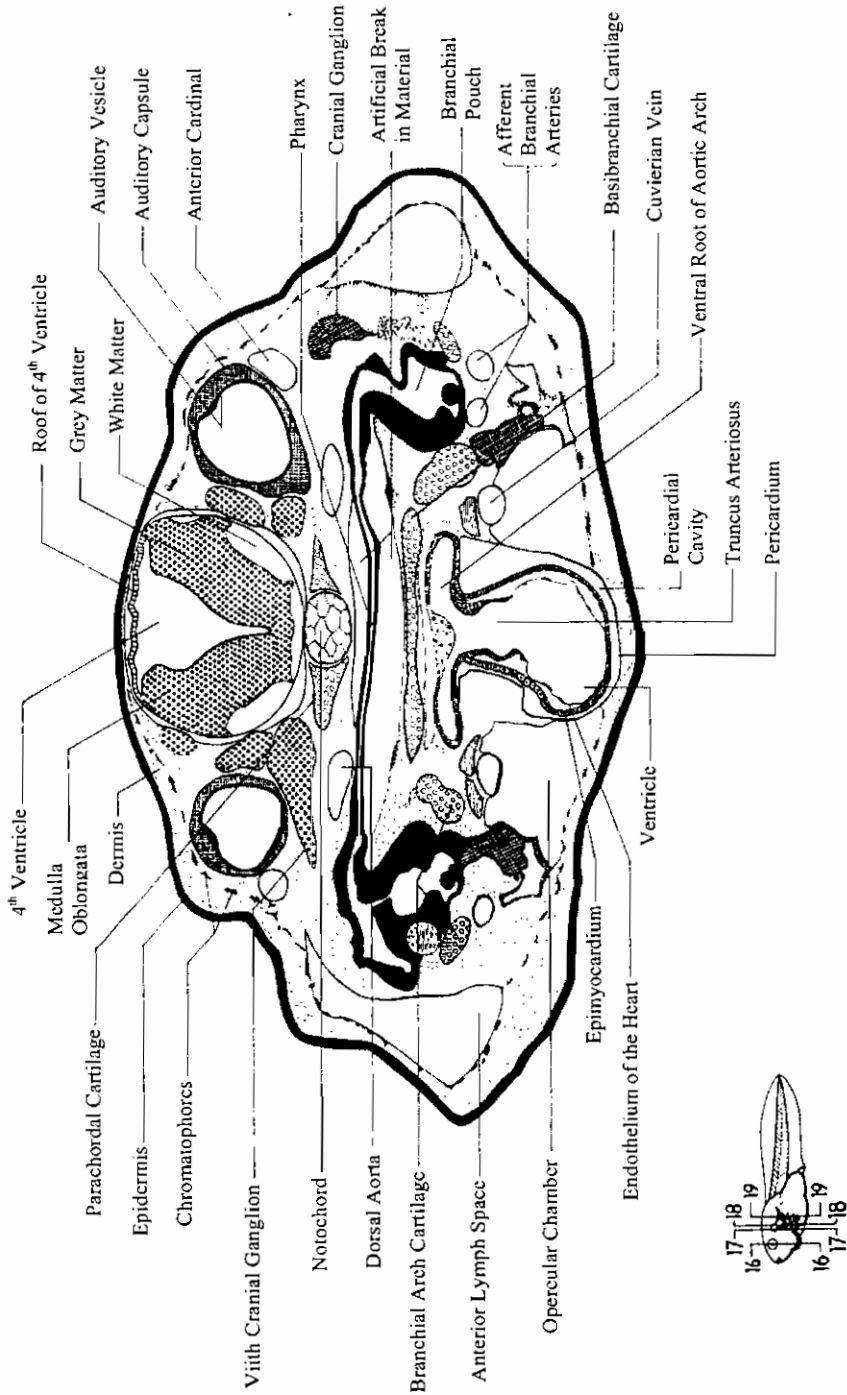 4th Ventricle
Medulla
Oblongata
Dermis
Parachordal Cartilage
Epidermis
Chromatophores
Viith Cranial Ganglion
Notochord
Dorsal Aorta
Branchial Arch Cartilage
Anterior Lymph Space
Opercular Chamber
Endothelium of the Heart
Epimyocardium
Ventricle
Roof of 4th Ventricle
Grey Matter
White Matter
Auditory Vesicle
Auditory Capsule
Anterior Cardinal
Pharynx
Cranial Ganglion
Artificial Break
in Material
Branchial
Pouch
Afferent
Branchial
Arteries
Basibranchial Cartilage
Cuvierian Vein
Ventral Root of Aortic Arch
Pericardial
Cavity
Truncus Arteriosus
Pericardium
17 18
16 19
16 19
17 18